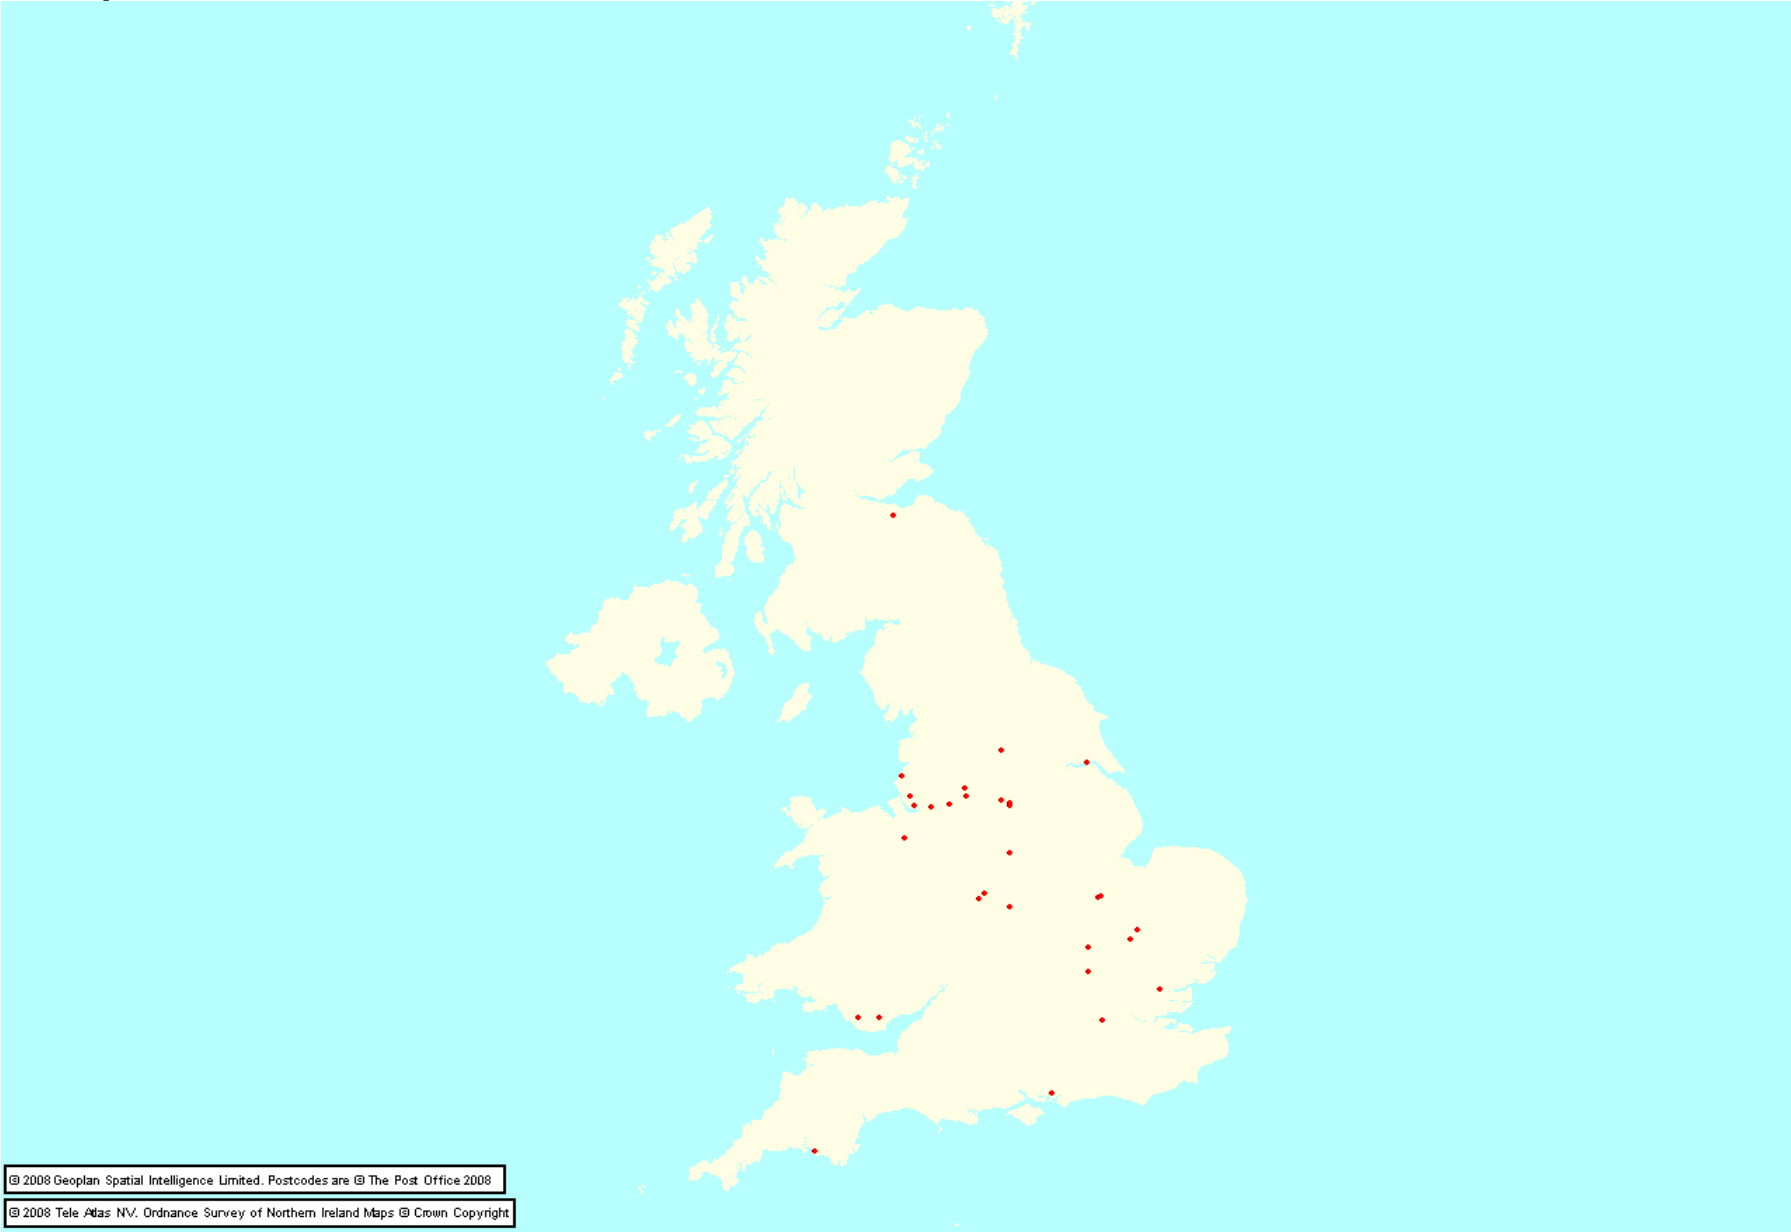 © 2008 Geoplan Spatial Intelligence Limited. Postcodes are © The Post Office 2008
© 2008 Tele Atlas NV. Ordnance Survey of Northern Ireland Maps © Crown Copyright